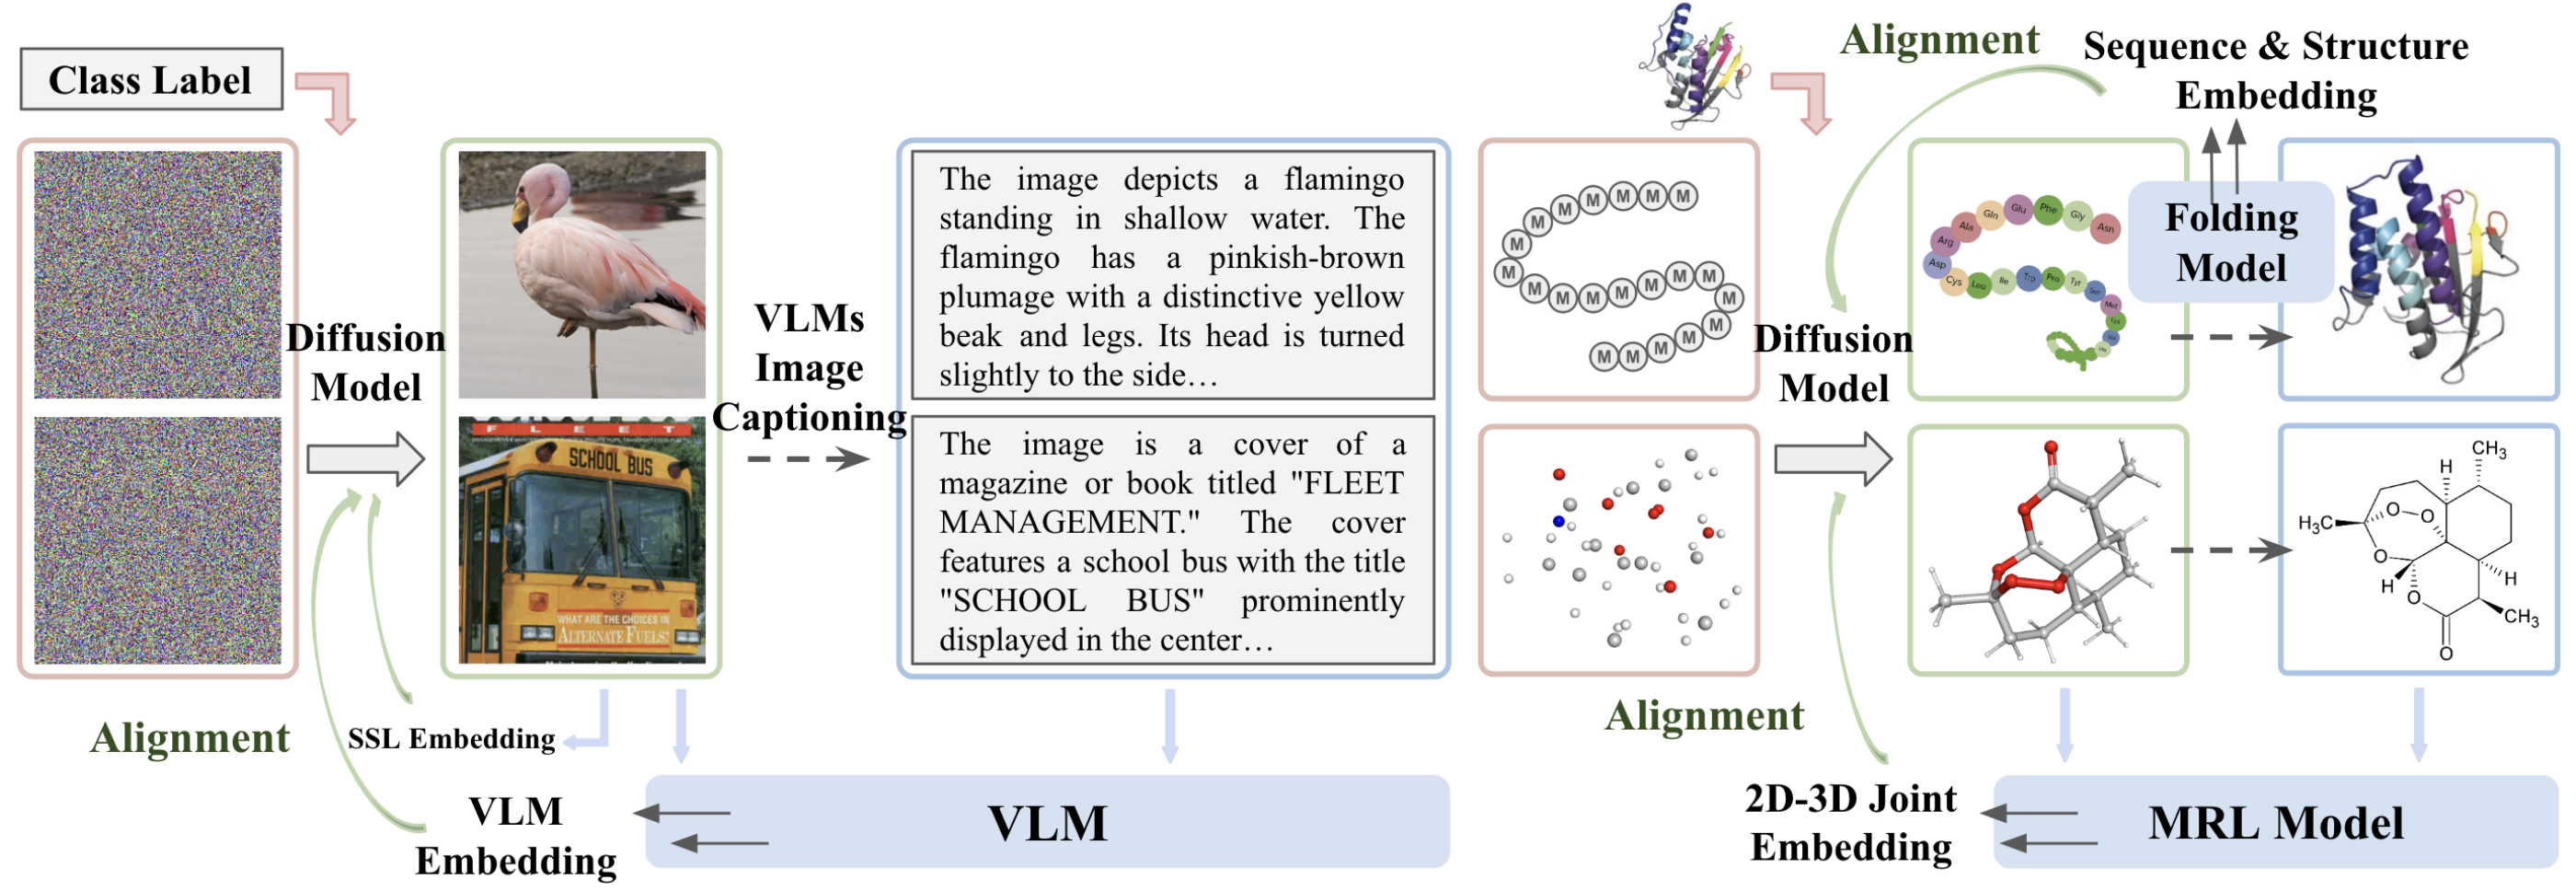 Class Label
Diffusion
Model
FLEET
SCHOOL BUS
WHAT ARE THE CHOICES IN
ALTERNATE FUELS?
VLMs
Image
Captioning
The image depicts a flamingo
standing in shallow water. The
flamingo has a pinkish-brown
plumage with a distinctive yellow
beak and legs. Its head is turned
slightly to the side…
The image is a cover of a
magazine or book titled "FLEET
MANAGEMENT." The cover
features a school bus with the title
"SCHOOL BUS" prominently
displayed in the center…
Alignment
SSL Embedding
VLM
Embedding
VLM
Alignment
Sequence & Structure
Embedding
M M M M M M M M M M M M M M M M M M M M M M
Diffusion
Model
Asn Gly Phe Glu Gln Ala Arg Asp Cys Leu Ile Trp Pro Tyr Ser Met
Folding
Model
CH₃
H
H₃C
O O
O
H
H
O
CH₃
O
Alignment
2D-3D Joint
Embedding
MRL Model